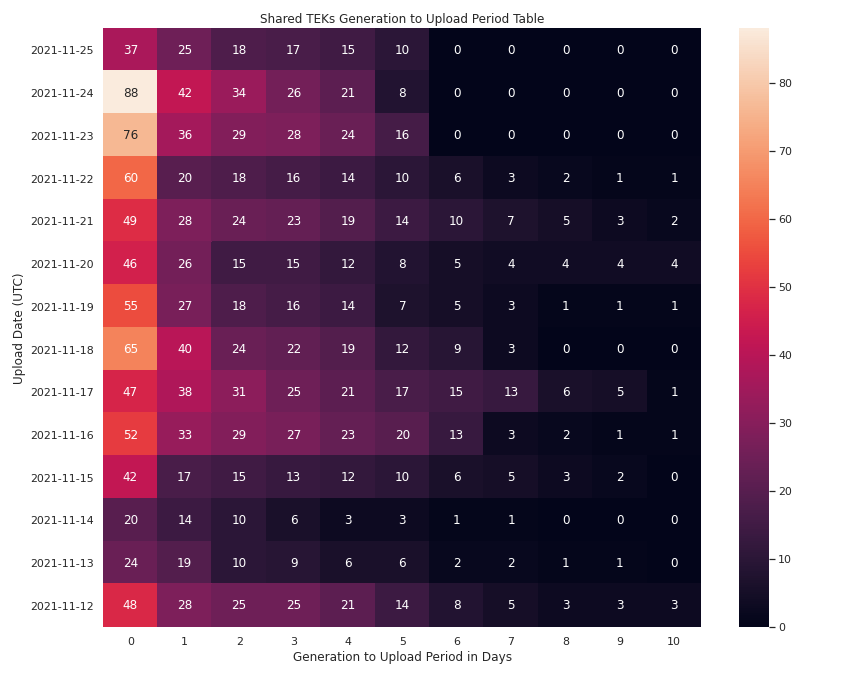 Shared TEKs Generation to Upload Period Table
2021-11-25 37 25 18 17 15 10 0 0 0 0 0
2021-11-24 88 42 34 26 21 8 0 0 0 0 0
2021-11-23 76 36 29 28 24 16 0 0 0 0 0
2021-11-22 60 20 18 16 14 10 6 3 2 1 1
2021-11-21 49 28 24 23 19 14 10 7 5 3 2
2021-11-20 46 26 15 15 12 8 5 4 4 4 4
2021-11-19 55 27 18 16 14 7 5 3 1 1 1
2021-11-18 65 40 24 22 19 12 9 3 0 0 0
2021-11-17 47 38 31 25 21 17 15 13 6 5 1
2021-11-16 52 33 29 27 23 20 13 3 2 1 1
2021-11-15 42 17 15 13 12 10 6 5 3 2 0
2021-11-14 20 14 10 6 3 3 1 1 0 0 0
2021-11-13 24 19 10 9 6 6 2 2 1 1 0
2021-11-12 48 28 25 25 21 14 8 5 3 3 3
0 1 2 3 4 5 6 7 8 9 10
Generation to Upload Period in Days
Upload Date (UTC)
80
70
60
50
40
30
20
10
0